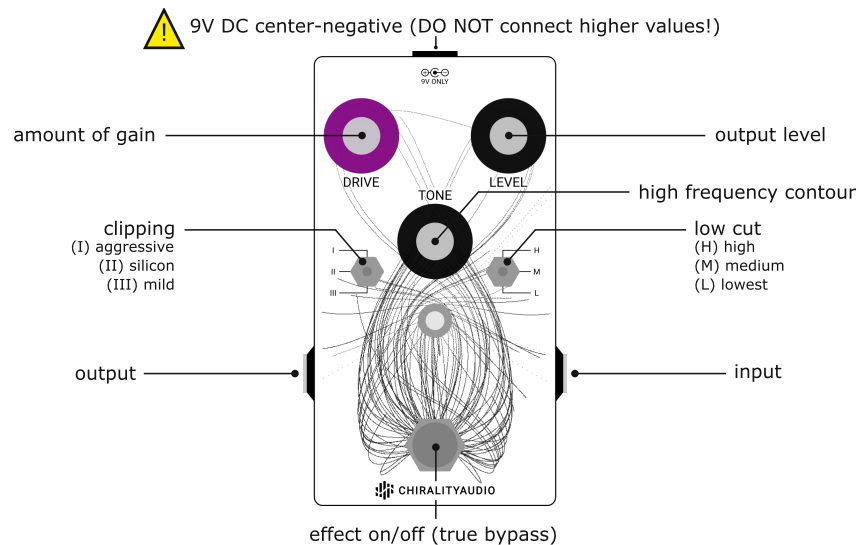 9V DC center-negative (DO NOT connect higher values!)
9V ONLY
amount of gain
output level
DRIVE
LEVEL
TONE
high frequency contour
clipping
(I) aggressive
(II) silicon
(III) mild
I
II
III
H
M
L
low cut
(H) high
(M) medium
(L) lowest
output
input
CHIRALITYAUDIO
effect on/off (true bypass)